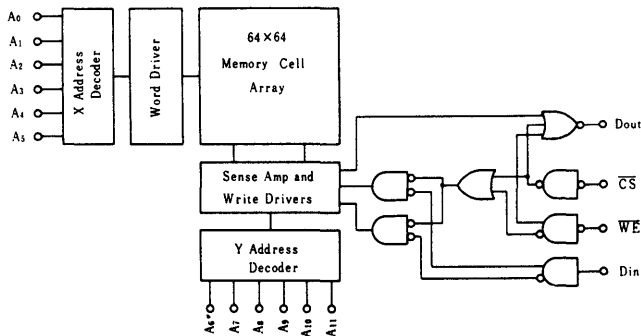 A0
A1
A2
A3
A4
A5
X Address
Decoder
Word Driver
64×64
Memory Cell
Array
Sense Amp and
Write Drivers
Y Address
Decoder
A6*
A7
A8
A9
A10
A11
Dout
CS
WE
Din